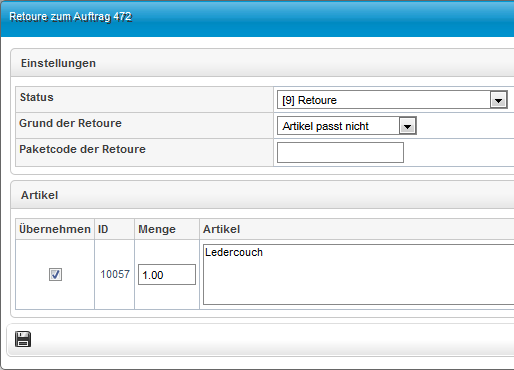 Retoure zum Auftrag 472
Einstellungen
Status [9] Retoure
Grund der Retoure Artikel passt nicht
Paketcode der Retoure
Artikel
Übernehmen ID Menge Artikel
10057 1.00 Ledercouch